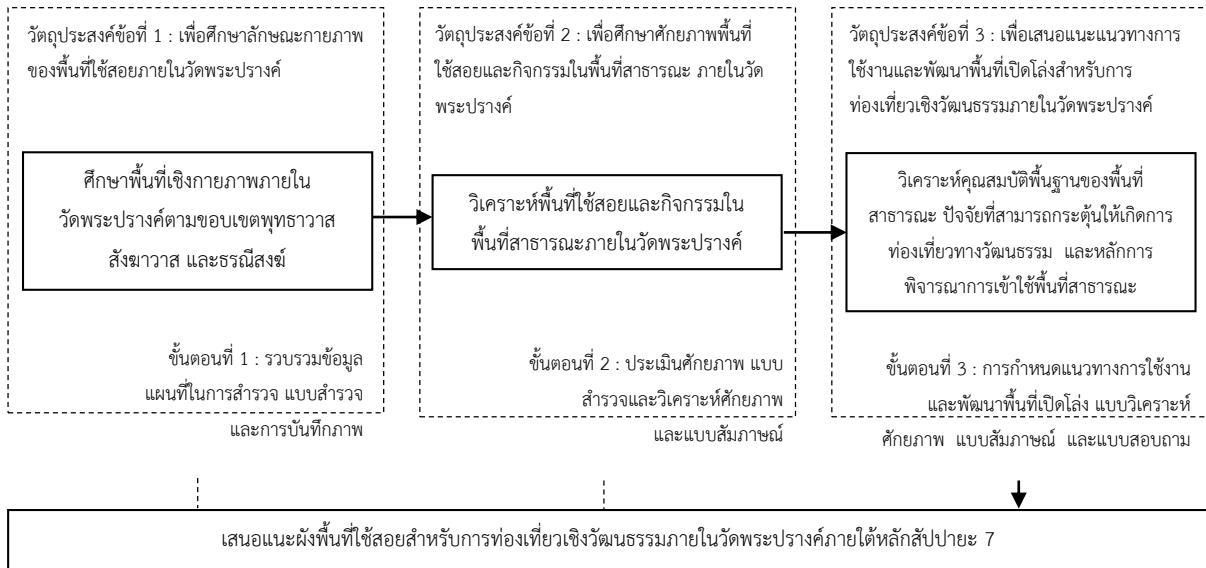 วัตถุประสงค์ข้อที่ 1 : เพื่อศึกษาลักษณะกายภาพ
ของพื้นที่ใช้สอยภายในวัดพระปรางค์
ศึกษาพื้นที่เชิงกายภาพภายใน
วัดพระปรางค์ตามขอบเขตพุทธาวาส
สังฆาวาส และธรณีสงฆ์
ขั้นตอนที่ 1 : รวบรวมข้อมูล
แผนที่ในการสำรวจ แบบสำรวจ
และการบันทึกภาพ
วัตถุประสงค์ข้อที่ 2 : เพื่อศึกษาศักยภาพพื้นที่
ใช้สอยและกิจกรรมในพื้นที่สาธารณะ ภายในวัด
พระปรางค์
วิเคราะห์พื้นที่ใช้สอยและกิจกรรมใน
พื้นที่สาธารณะภายในวัดพระปรางค์
ขั้นตอนที่ 2 : ประเมินศักยภาพ แบบ
สำรวจและวิเคราะห์ศักยภาพ
และแบบสัมภาษณ์
วัตถุประสงค์ข้อที่ 3 : เพื่อเสนอแนะแนวทางการ
ใช้งานและพัฒนาพื้นที่เปิดโล่งสำหรับการ
ท่องเที่ยวเชิงวัฒนธรรมภายในวัดพระปรางค์
วิเคราะห์คุณสมบัติพื้นฐานของพื้นที่
สาธารณะ ปัจจัยที่สามารถกระตุ้นให้เกิดการ
ท่องเที่ยวทางวัฒนธรรม และหลักการ
พิจารณาการเข้าใช้พื้นที่สาธารณะ
ขั้นตอนที่ 3 : การกำหนดแนวทางการใช้งาน
และพัฒนาพื้นที่เปิดโล่ง แบบวิเคราะห์
ศักยภาพ แบบสัมภาษณ์ และแบบสอบถาม
เสนอแนะผังพื้นที่ใช้สอยสำหรับการท่องเที่ยวเชิงวัฒนธรรมภายในวัดพระปรางค์ภายใต้หลักสัปปายะ 7